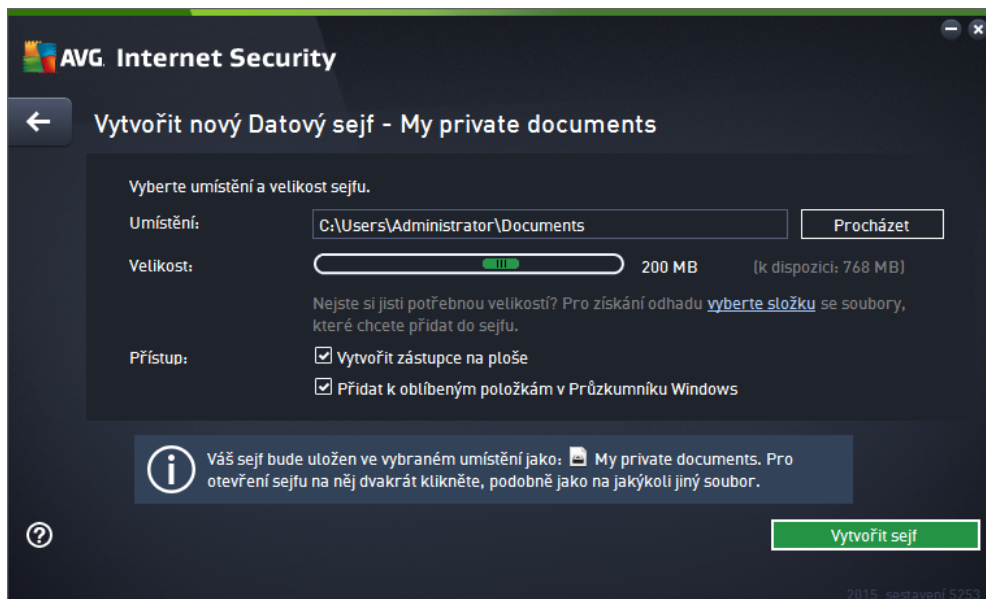 AVG. Internet Security
Vytvořit nový Datový sejf - My private documents
Vyberte umístění a velikost sejfu.
Umístění: C:\Users\Administrator\Documents Procházet
Velikost: 200 MB (k dispozici: 768 MB)
Nejste si jisti potřebnou velikostí? Pro získání odhadu vyberte složku se soubory,
které chcete přidat do sejfu.
Přístup: Vytvořit zástupce na ploše
Přidat k oblíbeným položkám v Průzkumníku Windows
Váš sejf bude uložen ve vybraném umístění jako: My private documents. Pro
otevření sejfu na něj dvakrát klikněte, podobně jako na jakýkoli jiný soubor.
Vytvořit sejf
2015 sestavení 5253